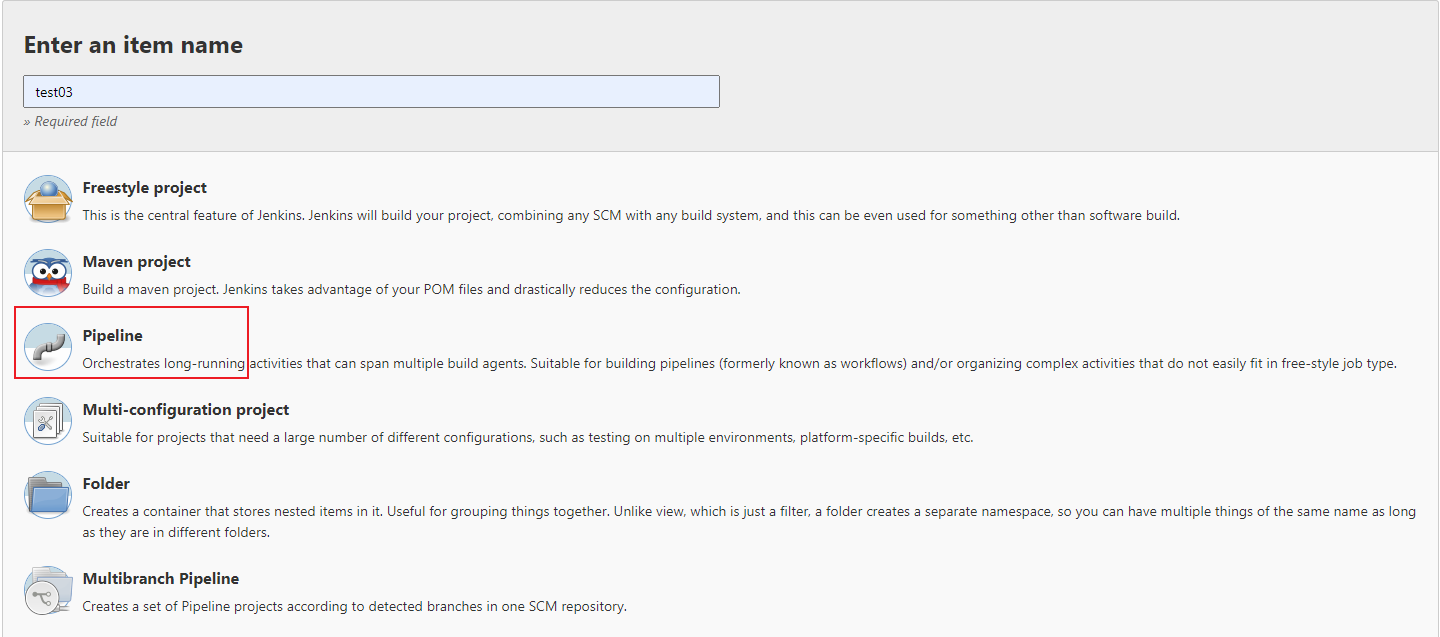 Enter an item name
test03
» Required field
Freestyle project
This is the central feature of Jenkins. Jenkins will build your project, combining any SCM with any build system, and this can be even used for something other than software build.
Maven project
Build a maven project. Jenkins takes advantage of your POM files and drastically reduces the configuration.
Pipeline
Orchestrates long-running activities that can span multiple build agents. Suitable for building pipelines (formerly known as workflows) and/or organizing complex activities that do not easily fit in free-style job type.
Multi-configuration project
Suitable for projects that need a large number of different configurations, such as testing on multiple environments, platform-specific builds, etc.
Folder
Creates a container that stores nested items in it. Useful for grouping things together. Unlike view, which is just a filter, a folder creates a separate namespace, so you can have multiple things of the same name as long
as they are in different folders.
Multibranch Pipeline
Creates a set of Pipeline projects according to detected branches in one SCM repository.